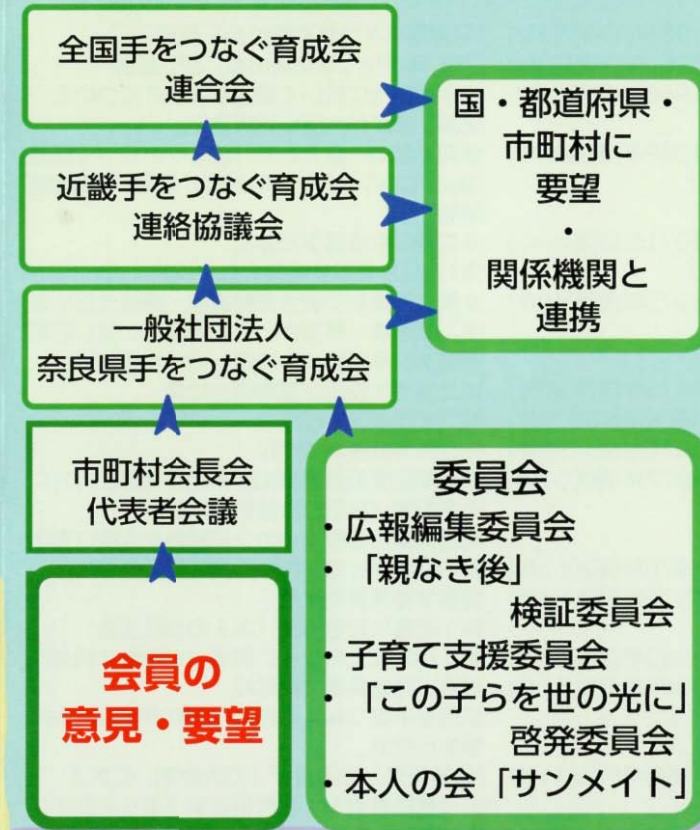 全国手をつなぐ育成会
連合会
近畿手をつなぐ育成会
連絡協議会
一般社団法人
奈良県手をつなぐ育成会
市町村会長会
代表者会議
会員の
意見・要望
国・都道府県・
市町村に
要望
・
関係機関と
連携
委員会
・広報編集委員会
・「親なき後」
検証委員会
・子育て支援委員会
・「この子らを世の光に」
啓発委員会
・本人の会「サンメイト」